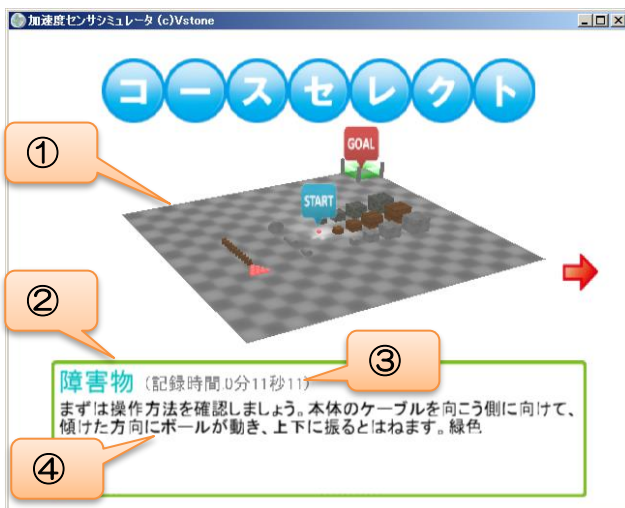 加速度センサシミュレータ (c)Vstone
コースセレクト
①
GOAL
START
②
③
障害物 (記録時間.0分11秒11)
まずは操作方法を確認しましょう。本体のケーブルを向こう側に向けて、
傾けた方向にボールが動き、上下に振るとはねます。緑色
④